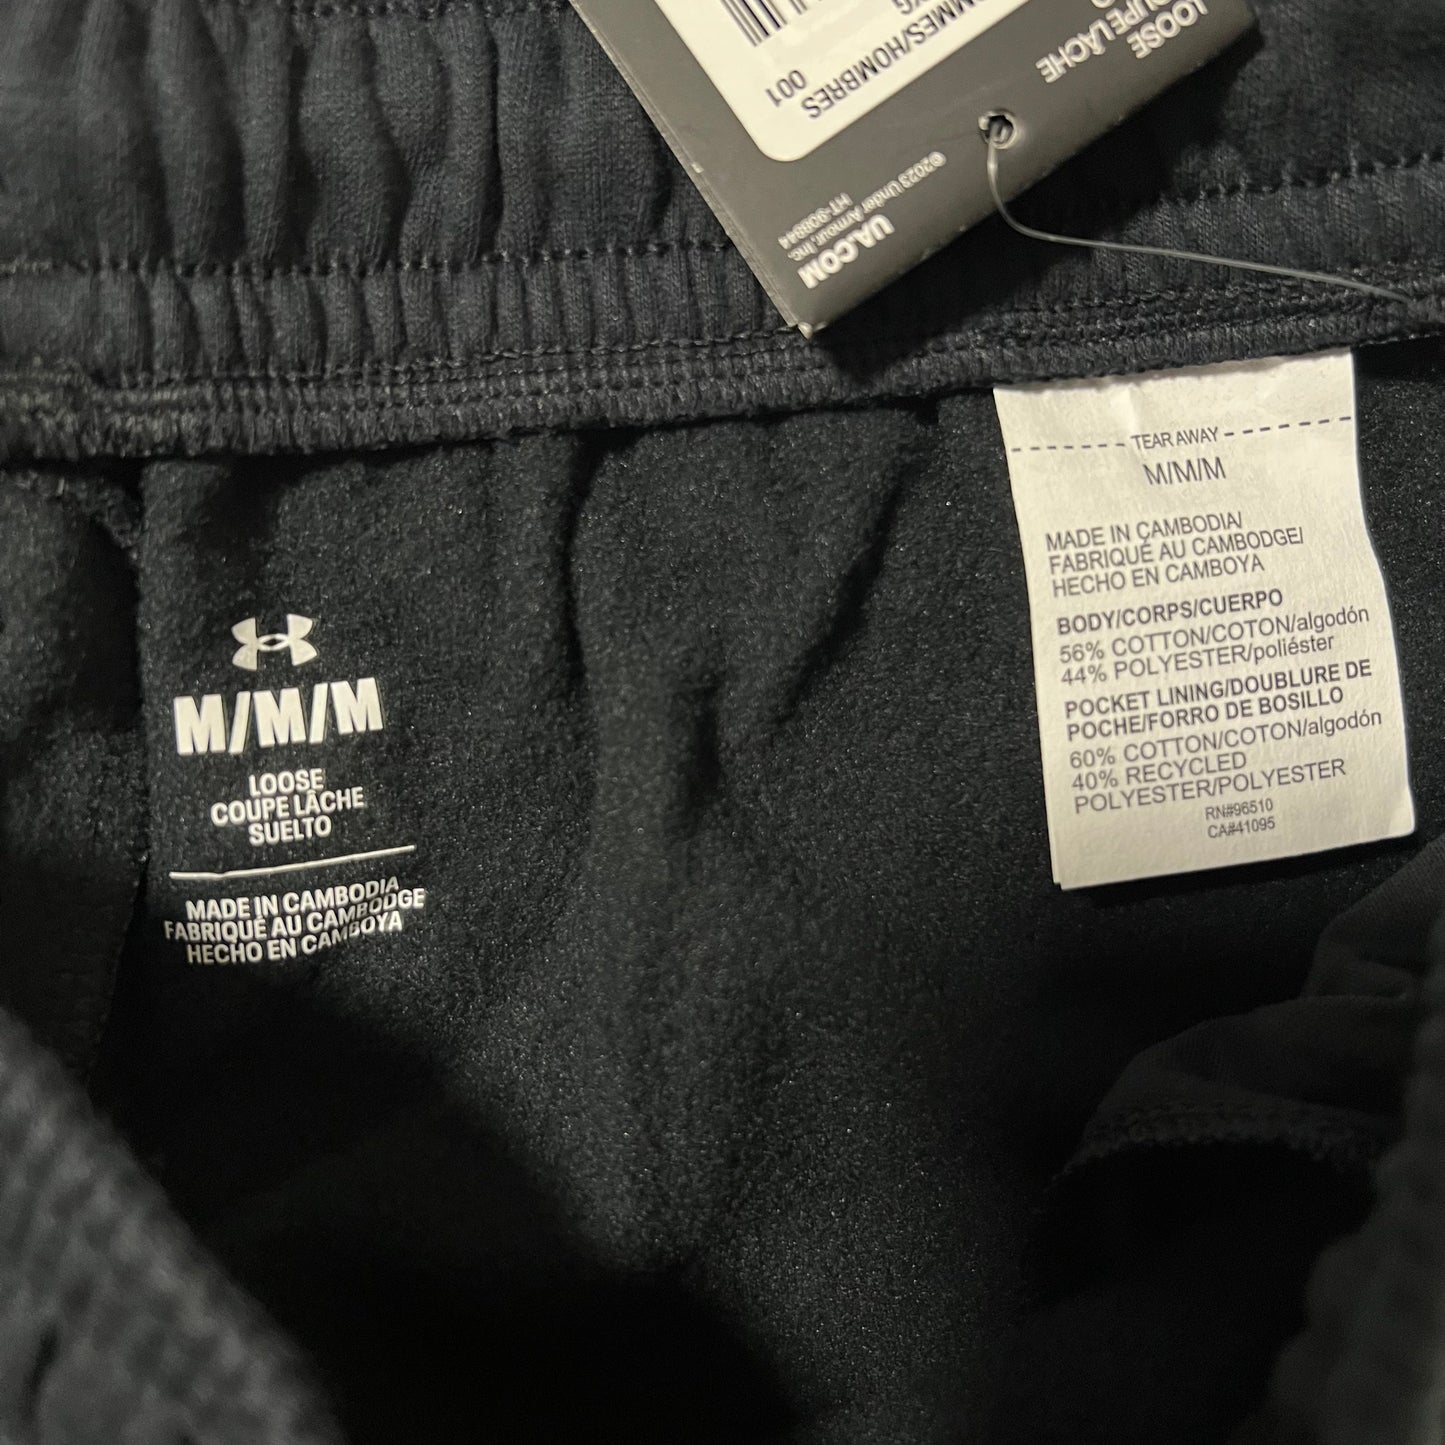 LOOSE
COUPE LÂCHE
HOMMES/HOMBRES
001
©2023 Under Armour, Inc.
UA.COM
TEAR AWAY
M/M/M
MADE IN CAMBODIA/
FABRIQUÉ AU CAMBODGE/
HECHO EN CAMBOYA
BODY/CORPS/CUERPO
56% COTTON/COTON/algodón
44% POLYESTER/poliéster
POCKET LINING/DOUBLURE DE
POCHE/FORRO DE BOSILLO
60% COTTON/COTON/algodón
40% RECYCLED
POLYESTER/POLYESTER
RN#96510
CA#41095
M/M/M
LOOSE
COUPE LÂCHE
SUELTO
MADE IN CAMBODIA
FABRIQUÉ AU CAMBODGE
HECHO EN CAMBOYA